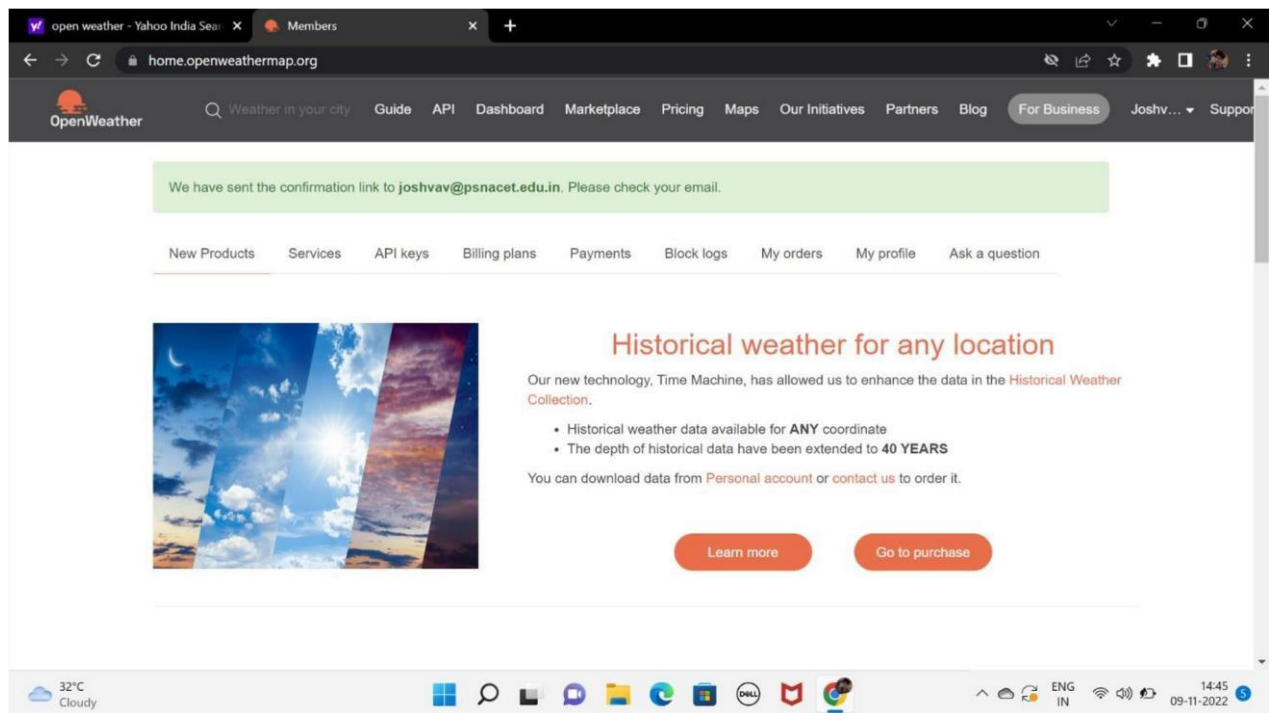 open weather - Yahoo India Sear
Members
home.openweathermap.org
OpenWeather
Weather in your city
Guide
API
Dashboard
Marketplace
Pricing
Maps
Our Initiatives
Partners
Blog
For Business
Joshv...
Suppor
We have sent the confirmation link to joshvav@psnacet.edu.in. Please check your email.
New Products
Services
API keys
Billing plans
Payments
Block logs
My orders
My profile
Ask a question
Historical weather for any location
Our new technology, Time Machine, has allowed us to enhance the data in the Historical Weather
Collection.
• Historical weather data available for ANY coordinate
• The depth of historical data have been extended to 40 YEARS
You can download data from Personal account or contact us to order it.
Learn more
Go to purchase
32°C
Cloudy
DELL
ENG
IN
14:45
09-11-2022
5